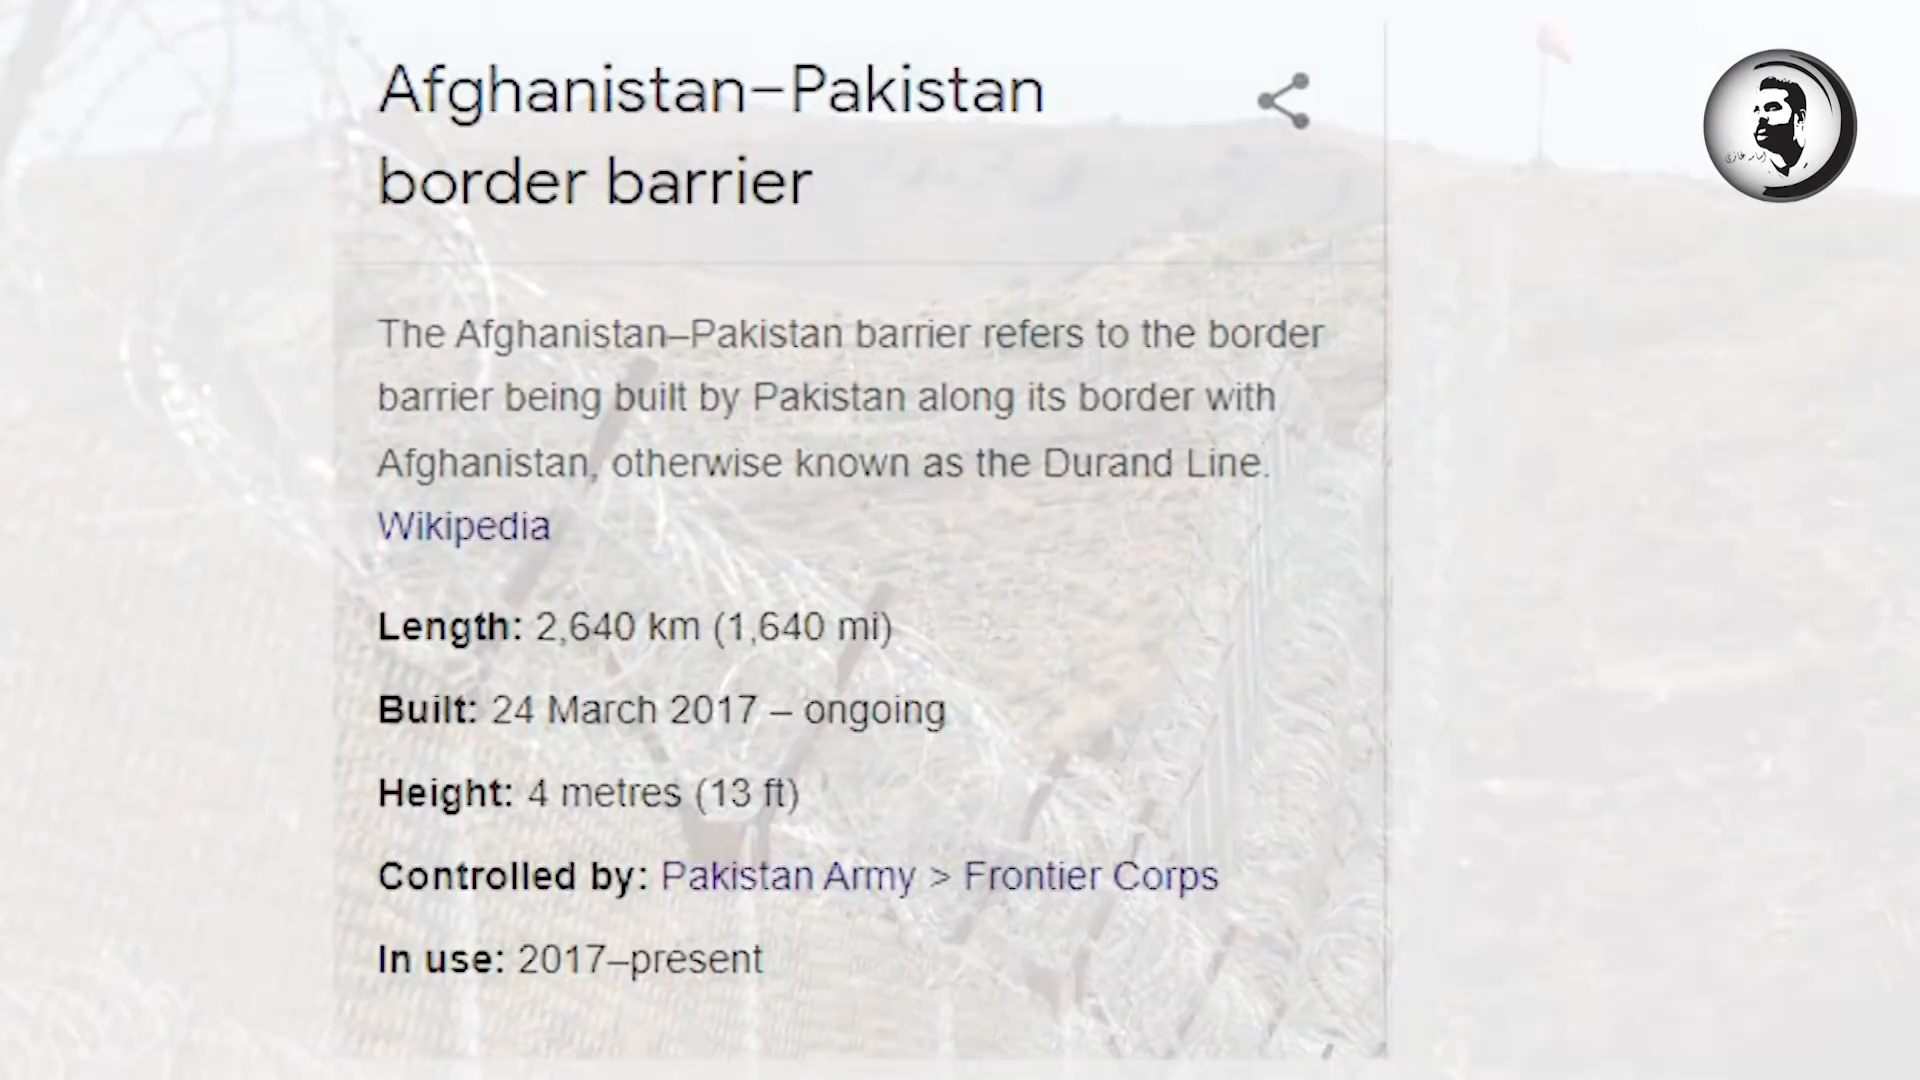 Afghanistan–Pakistan
border barrier
The Afghanistan–Pakistan barrier refers to the border
barrier being built by Pakistan along its border with
Afghanistan, otherwise known as the Durand Line.
Wikipedia
Length: 2,640 km (1,640 mi)
Built: 24 March 2017 – ongoing
Height: 4 metres (13 ft)
Controlled by: Pakistan Army > Frontier Corps
In use: 2017–present